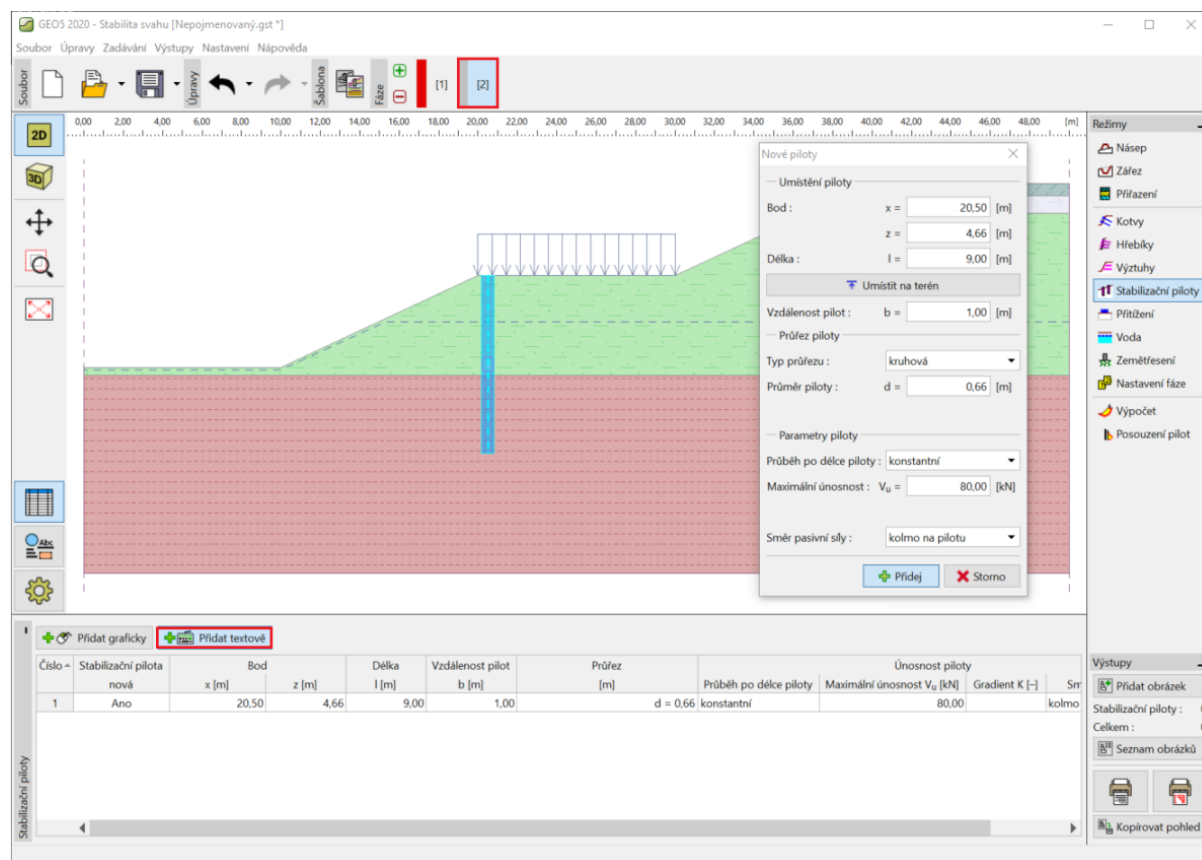 GEO5 2020 - Stabilita svahu [Nepojmenovaný.gst *]
Soubor Úpravy Zadávání Výstupy Nastavení Nápověda
Soubor
Úpravy
Šablona
Fáze
[1]
[2]
2D
3D
0,00 2,00 4,00 6,00 8,00 10,00 12,00 14,00 16,00 18,00 20,00 22,00 24,00 26,00 28,00 30,00 32,00 34,00 36,00 38,00 40,00 42,00 44,00 46,00 48,00 [m]
Nové piloty
Umístění piloty
Bod : x = 20,50 [m]
z = 4,66 [m]
Délka : l = 9,00 [m]
Umístit na terén
Vzdálenost pilot : b = 1,00 [m]
Průřez piloty
Typ průřezu : kruhová
Průměr piloty : d = 0,66 [m]
Parametry piloty
Průběh po délce piloty : konstantní
Maximální únosnost : Vu = 80,00 [kN]
Směr pasivní síly : kolmo na pilotu
Přidej Storno
Režimy
Násep
Zářez
Přiřazení
Kotvy
Hřebíky
Výztuhy
Stabilizační piloty
Přitížení
Voda
Zemětřesení
Nastavení fáze
Výpočet
Posouzení pilot
Abc
Přidat graficky Přidat textově
Číslo Stabilizační pilota Bod Délka Vzdálenost pilot Průřez Únosnost piloty
nová x [m] z [m] l [m] b [m] [m] Průběh po délce piloty Maximální únosnost Vu [kN] Gradient K [–] Sm
1 Ano 20,50 4,66 9,00 1,00 d = 0,66 konstantní 80,00 kolmo
Stabilizační piloty
Výstupy
Přidat obrázek
Stabilizační piloty :
Celkem :
Seznam obrázků
Kopírovat pohled